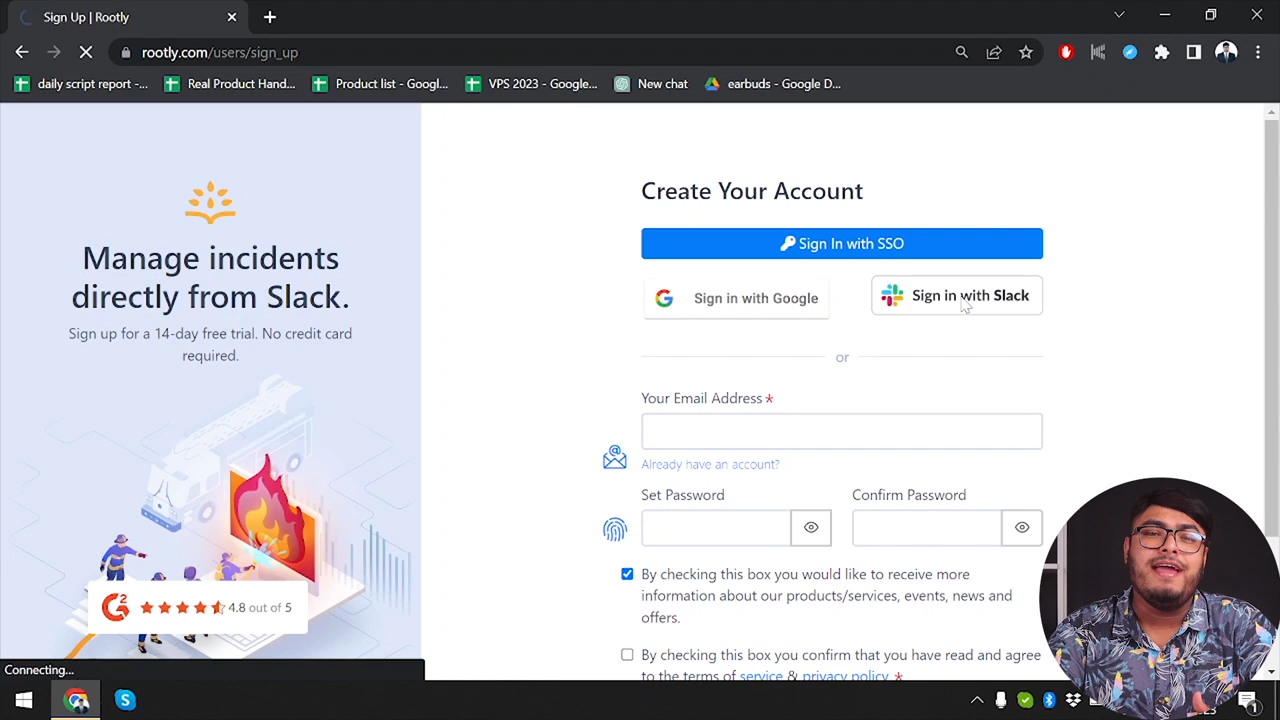 Sign Up | Rootly
rootly.com/users/sign_up
daily script report -...
Real Product Hand...
Product list - Googl...
VPS 2023 - Google...
New chat
earbuds - Google D...
Manage incidents
directly from Slack.
Sign up for a 14-day free trial. No credit card
required.
4.8 out of 5
Create Your Account
Sign In with SSO
Sign in with Google
Sign in with Slack
or
Your Email Address *
Already have an account?
Set Password
Confirm Password
By checking this box you would like to receive more
information about our products/services, events, news and
offers.
By checking this box you confirm that you have read and agree
to the terms of service & privacy policy. *
Connecting...